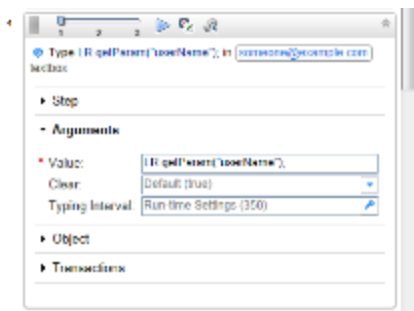 1 2 3
Type LR.getParam("userName"); in someone@example.com
textbox
Step
Arguments
* Value: LR.getParam("userName");
Clear: Default (true)
Typing Interval: Run-time Settings (350)
Object
Transactions